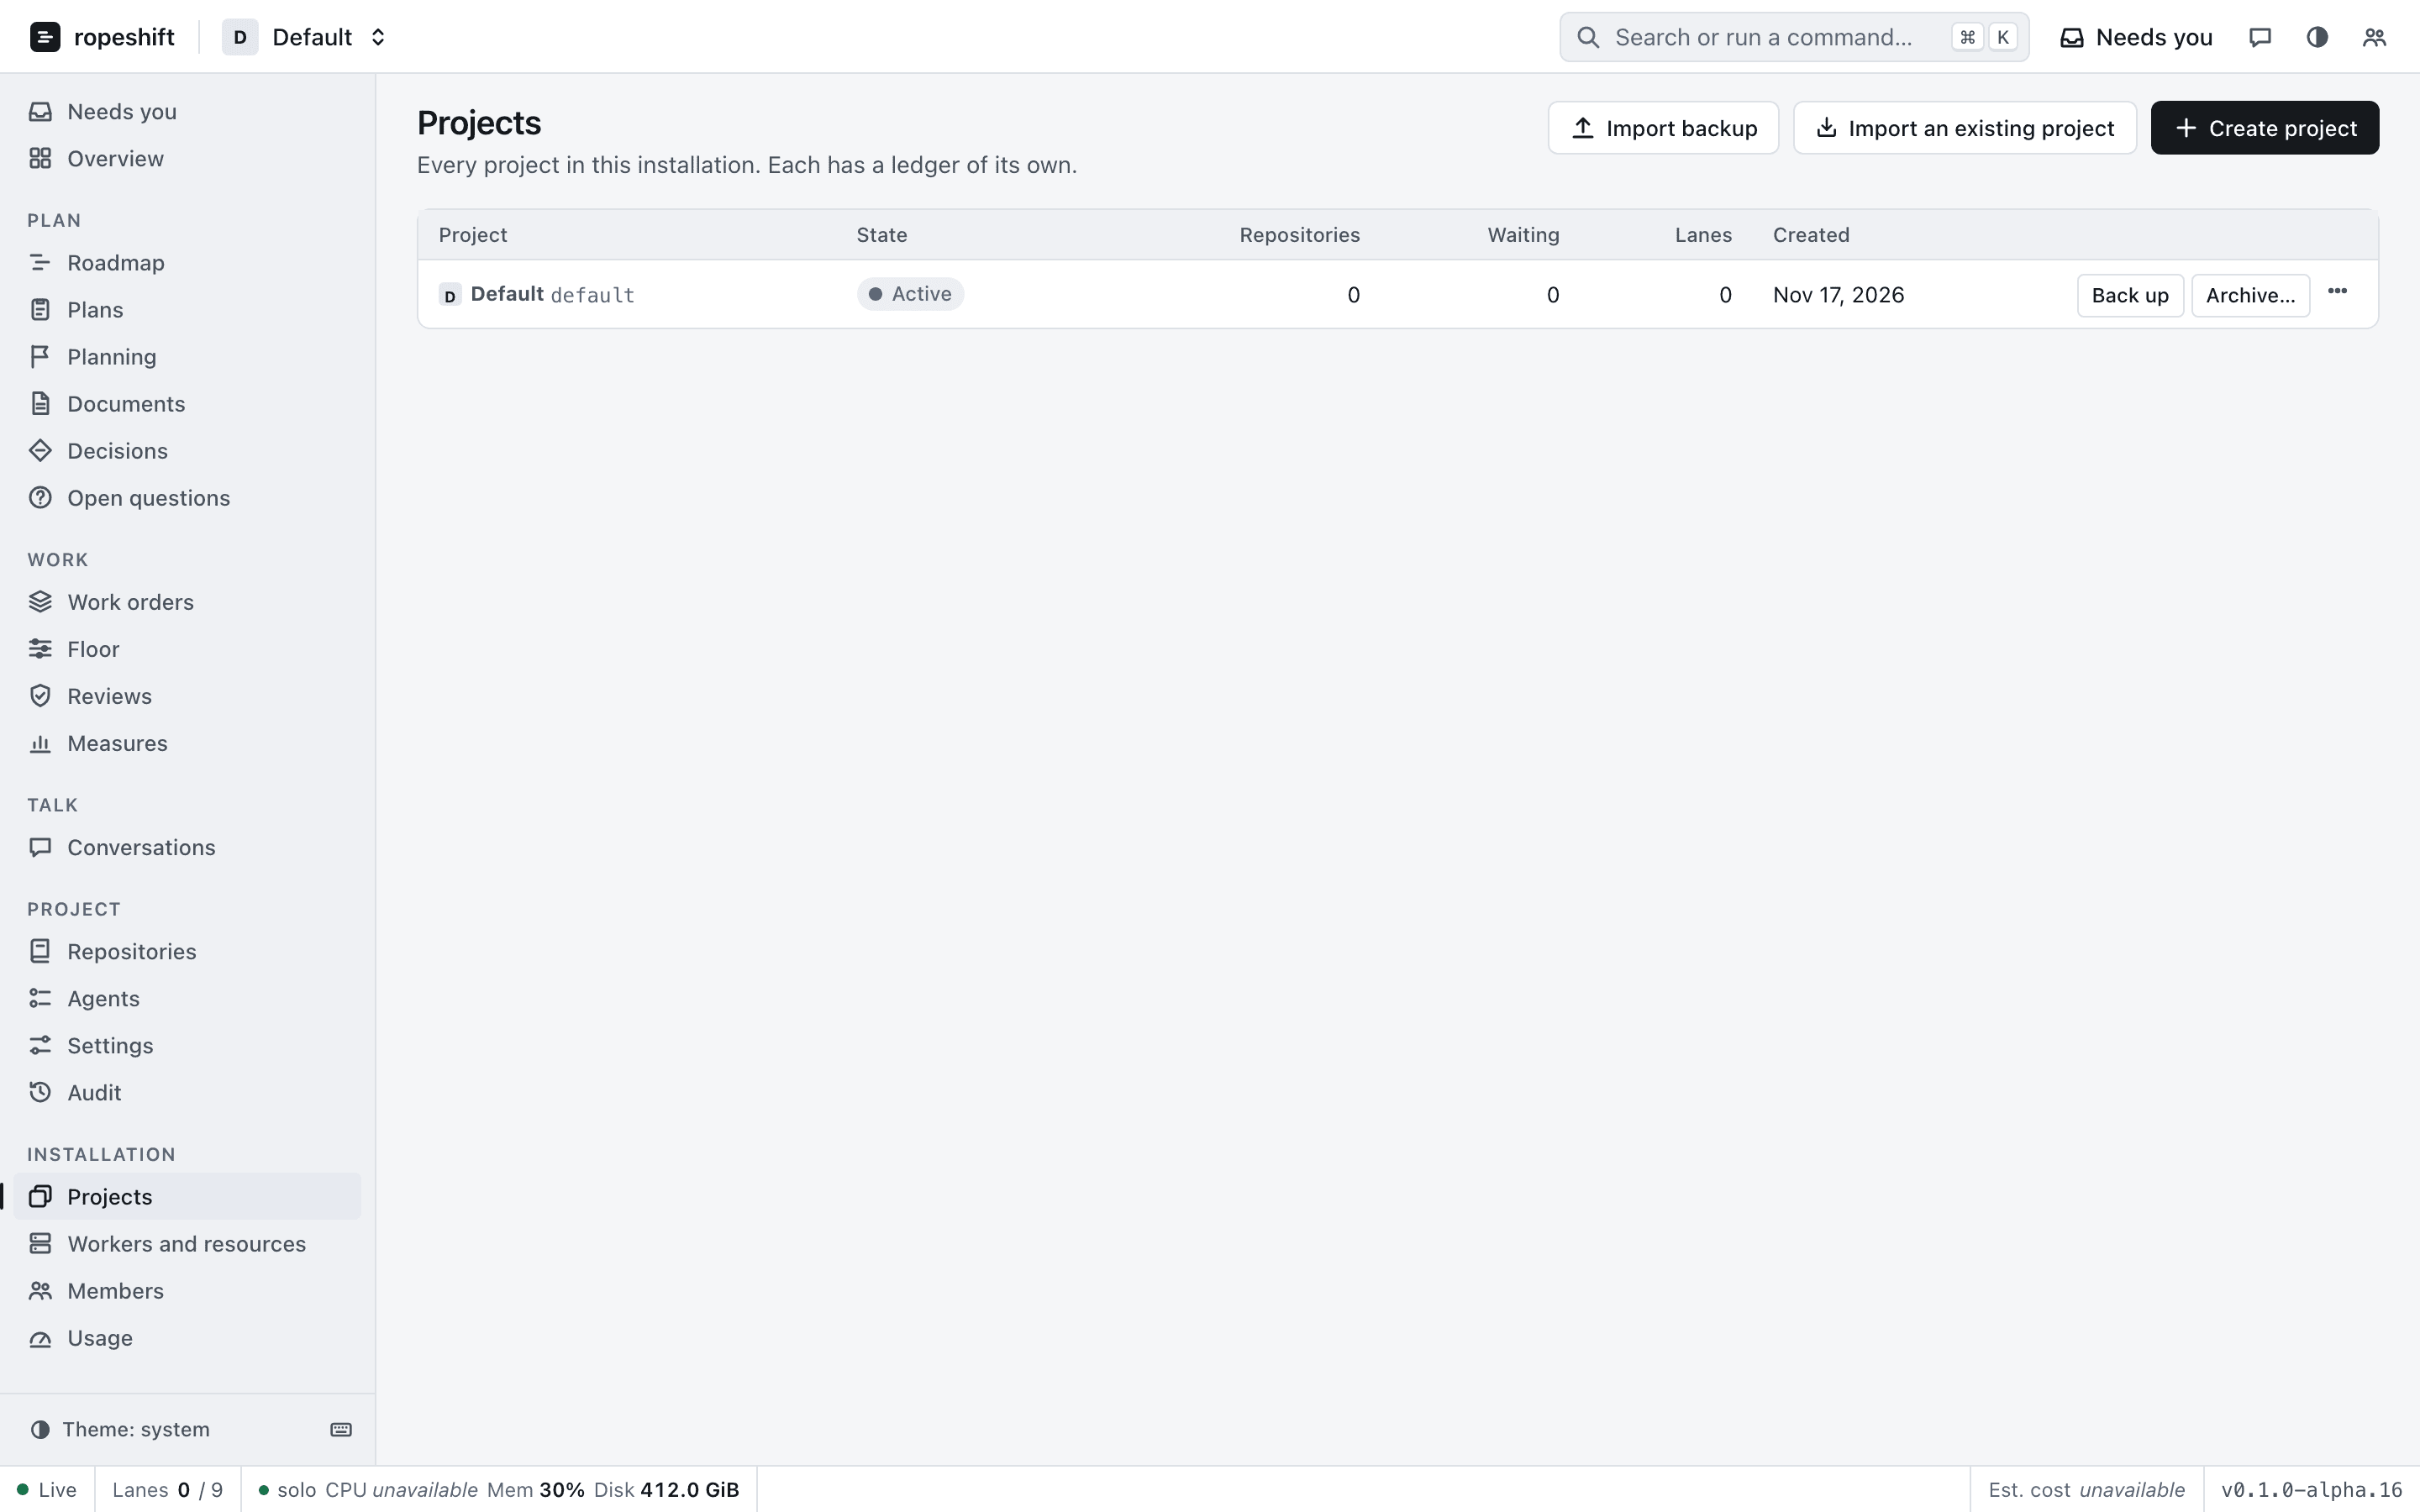 ropeshift D Default Search or run a command... ⌘ K Needs you
Needs you
Overview
PLAN
Roadmap
Plans
Planning
Documents
Decisions
Open questions
WORK
Work orders
Floor
Reviews
Measures
TALK
Conversations
PROJECT
Repositories
Agents
Settings
Audit
INSTALLATION
Projects
Workers and resources
Members
Usage
Theme: system
Projects
Every project in this installation. Each has a ledger of its own.
Import backup Import an existing project Create project
Project State Repositories Waiting Lanes Created
D Default default Active 0 0 0 Nov 17, 2026 Back up Archive...
Live Lanes 0 / 9 solo CPU unavailable Mem 30% Disk 412.0 GiB Est. cost unavailable v0.1.0-alpha.16